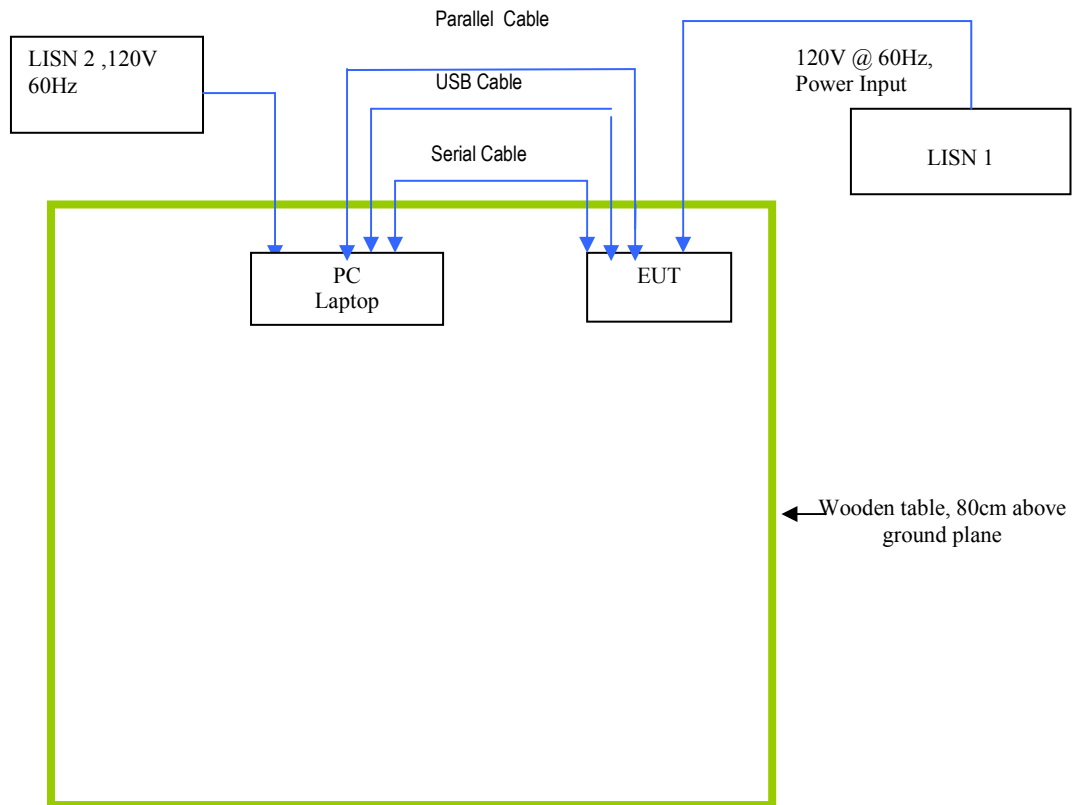 Parallel Cable
LISN 2 ,120V
60Hz
120V @ 60Hz,
Power Input
USB Cable
LISN 1
Serial Cable
PC
Laptop
EUT
Wooden table, 80cm above
ground plane